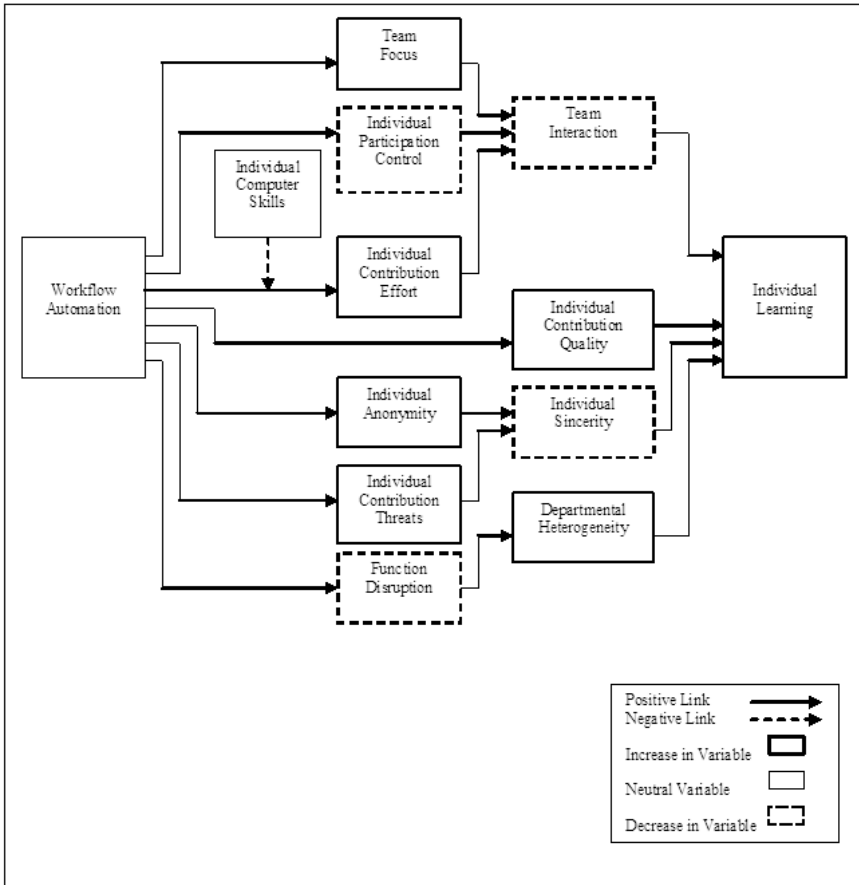 Team
Focus
Individual
Participation
Control
Team
Interaction
Individual
Computer
Skills
Workflow
Automation
Individual
Contribution
Effort
Individual
Learning
Individual
Contribution
Quality
Individual
Anonymity
Individual
Sincerity
Individual
Contribution
Threats
Departmental
Heterogeneity
Function
Disruption
Positive Link
Negative Link
Increase in Variable
Neutral Variable
Decrease in Variable